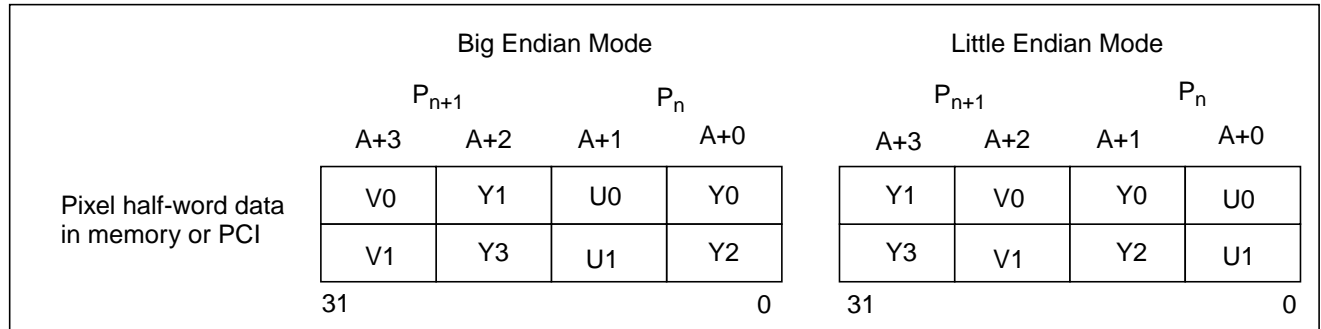 Big Endian Mode Little Endian Mode
Pn+1 Pn Pn+1 Pn
A+3 A+2 A+1 A+0 A+3 A+2 A+1 A+0
Pixel half-word data
in memory or PCI
V0 Y1 U0 Y0 Y1 V0 Y0 U0
V1 Y3 U1 Y2 Y3 V1 Y2 U1
31 0 31 0